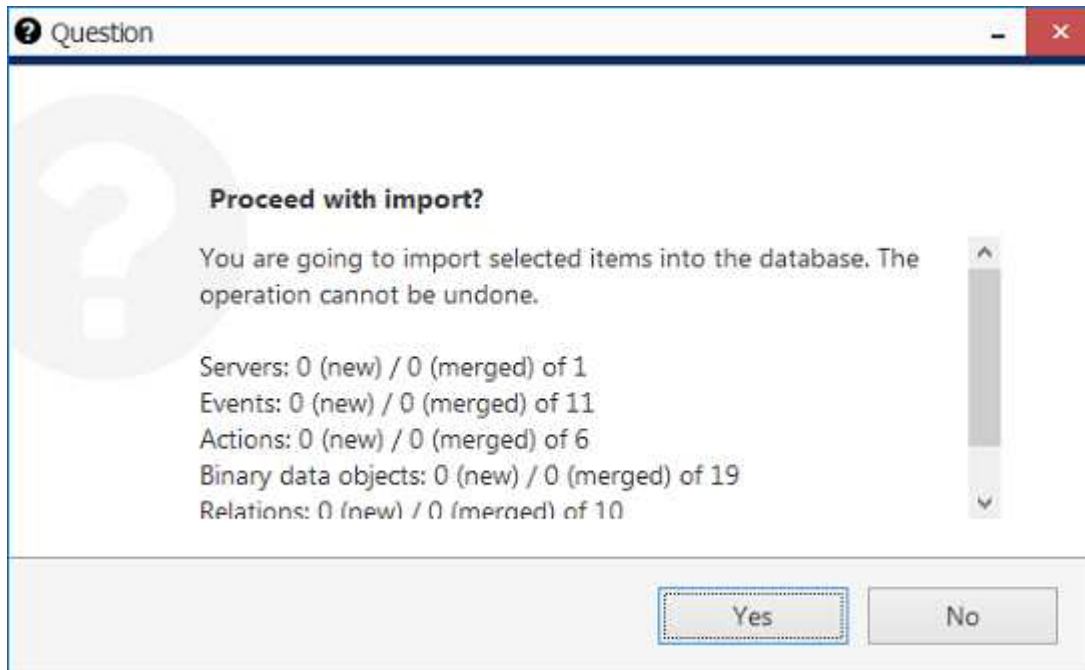 Question
Proceed with import?
You are going to import selected items into the database. The
operation cannot be undone.
Servers: 0 (new) / 0 (merged) of 1
Events: 0 (new) / 0 (merged) of 11
Actions: 0 (new) / 0 (merged) of 6
Binary data objects: 0 (new) / 0 (merged) of 19
Relations: 0 (new) / 0 (merged) of 10
Yes No